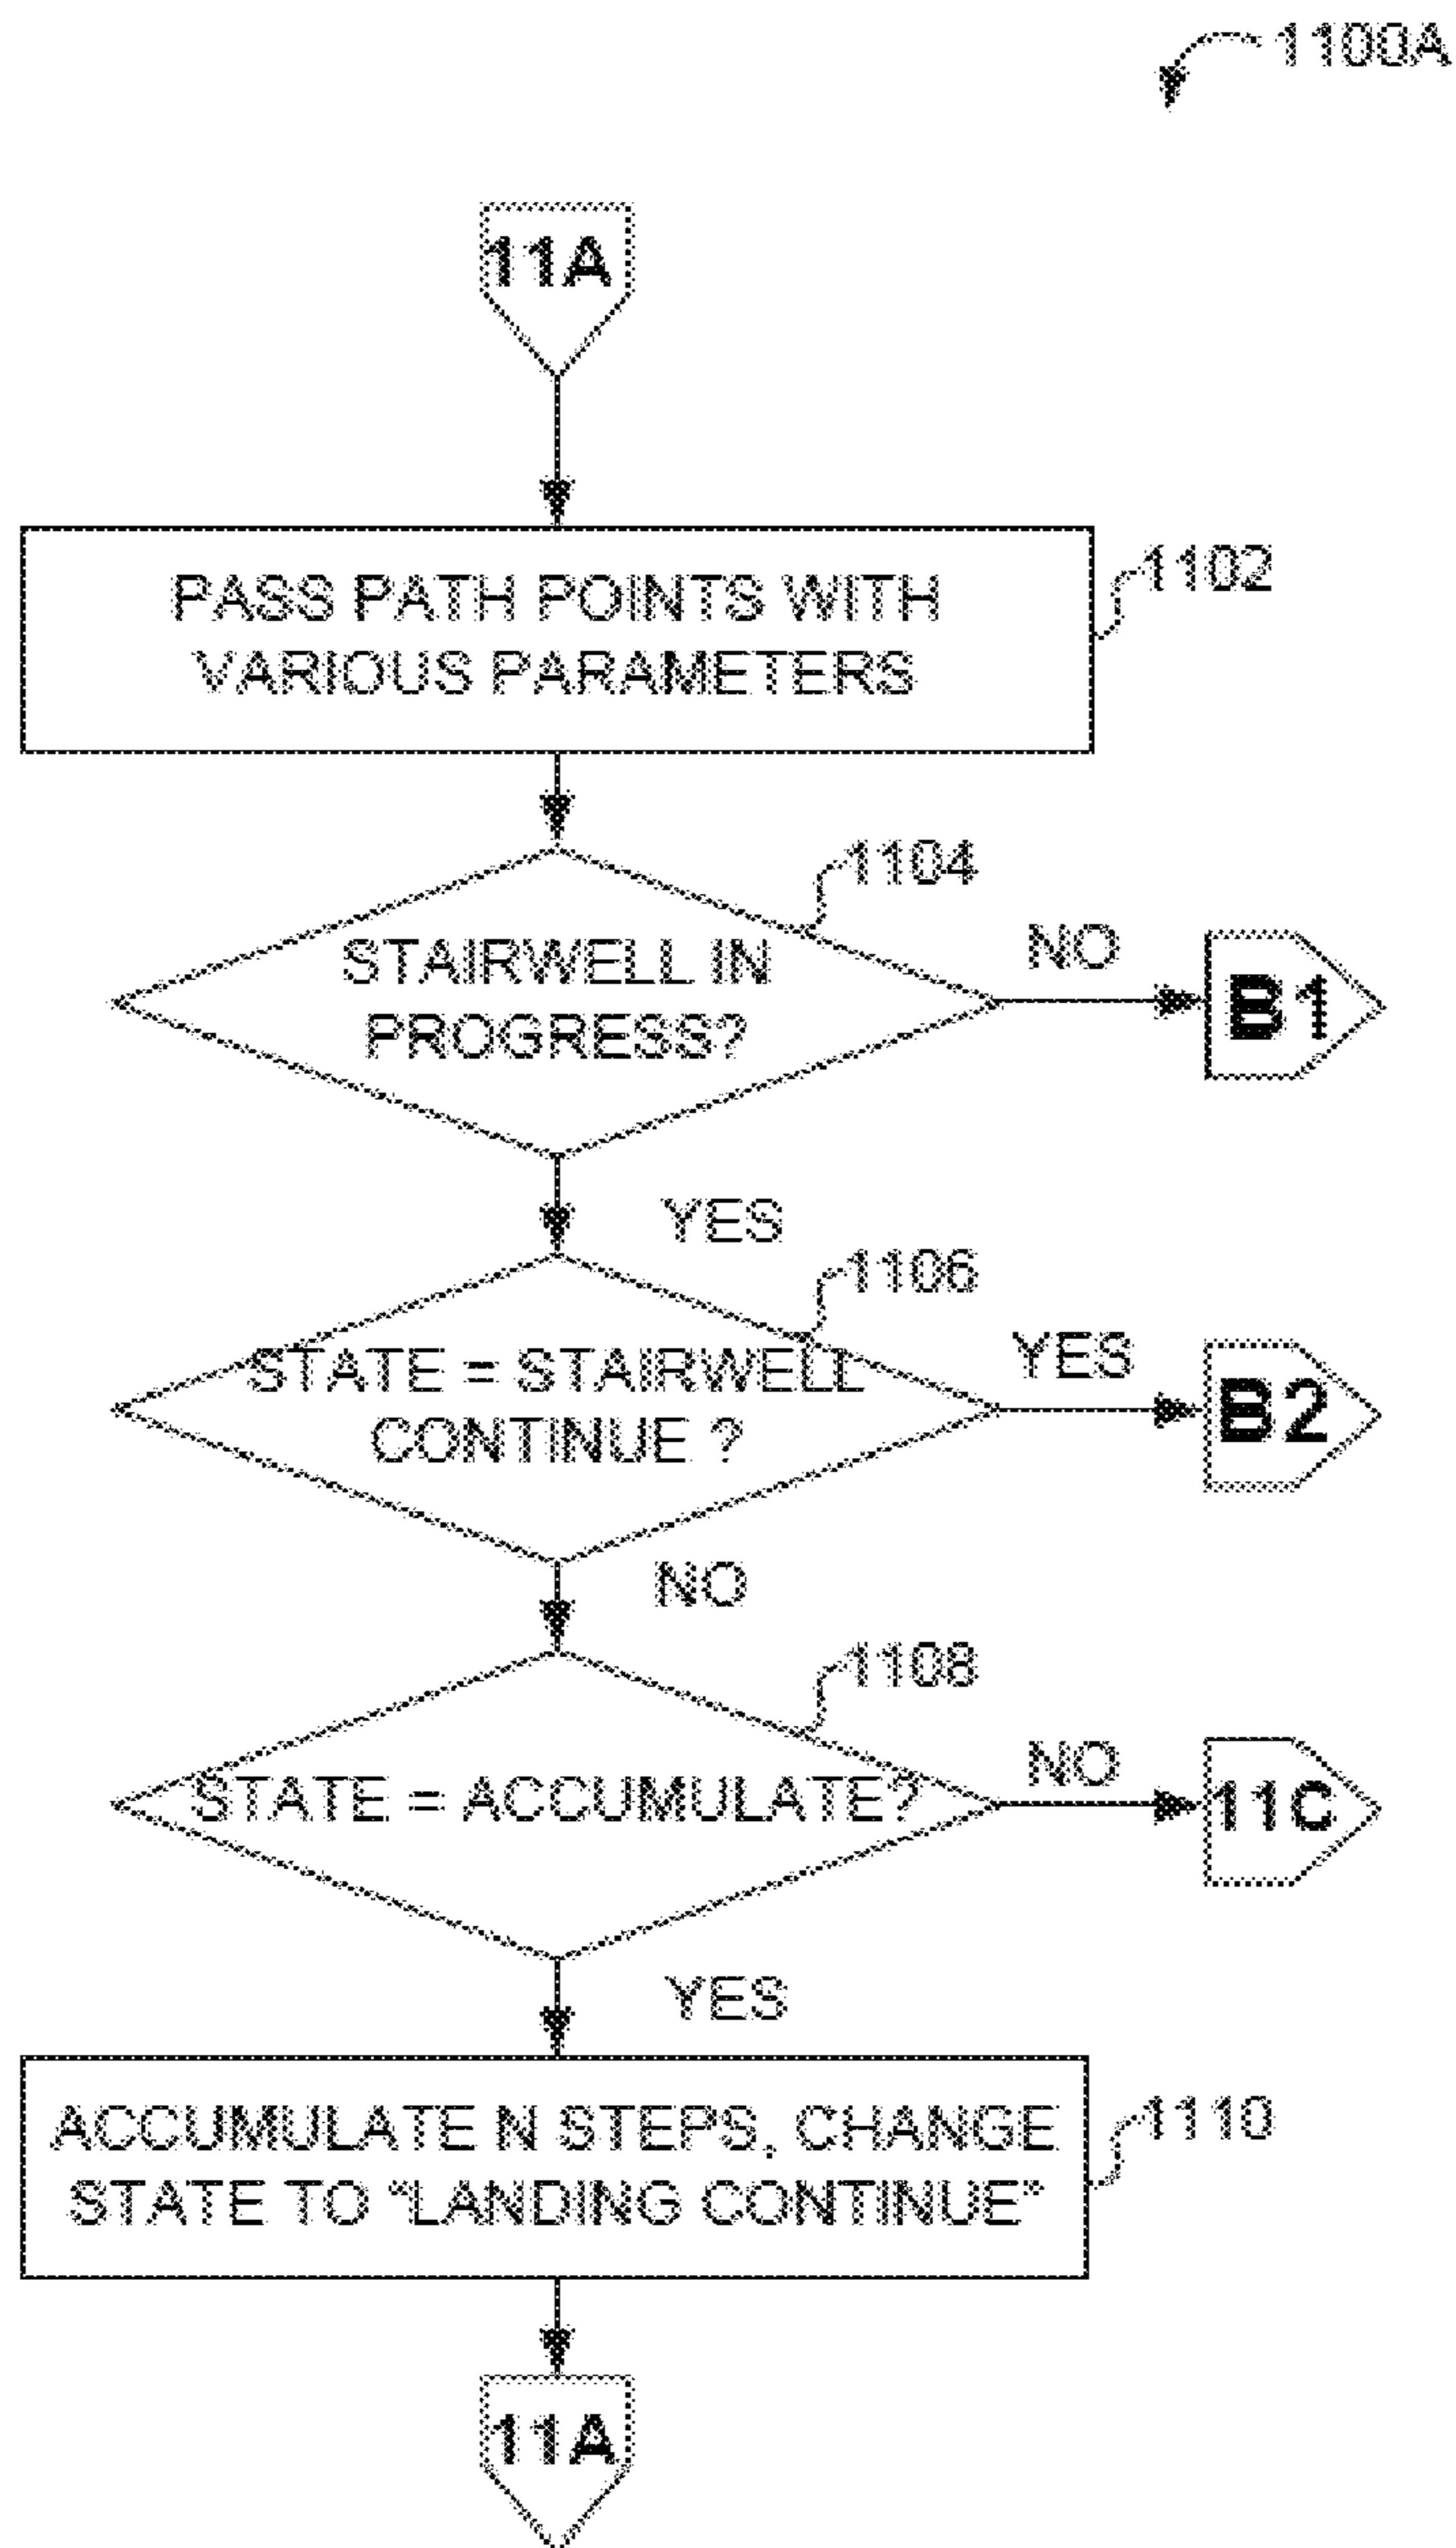 1100A
11A
PASS PATH POINTS WITH
VARIOUS PARAMETERS
1102
1104
STAIRWELL IN
PROGRESS?
NO
B1
YES
1106
STATE = STAIRWELL
CONTINUE ?
YES
B2
NO
1108
STATE = ACCUMULATE?
NO
11C
YES
ACCUMULATE N STEPS, CHANGE
STATE TO "LANDING CONTINUE"
1110
11A